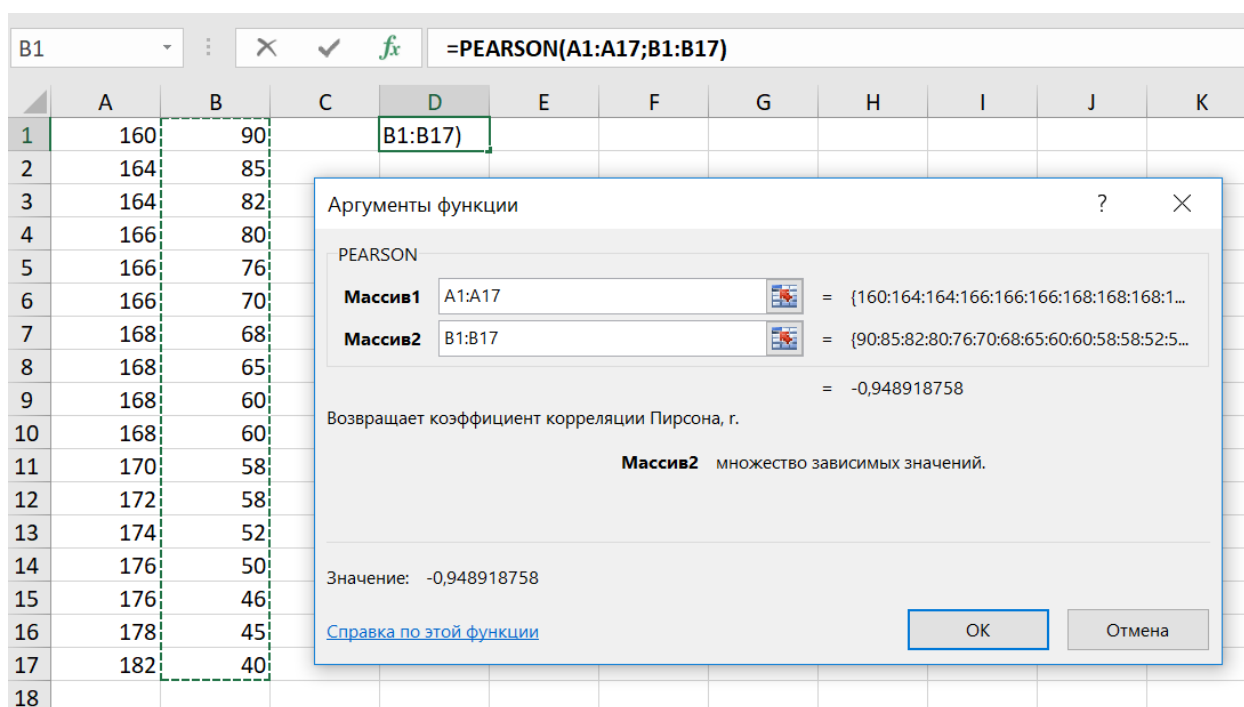 B1 fx =PEARSON(A1:A17;B1:B17)
A B C D E F G H I J K
1 160 90 B1:B17)
2 164 85
3 164 82 Аргументы функции ?
4 166 80 PEARSON
5 166 76 Массив1 A1:A17 = {160:164:164:166:166:166:168:168:168:1...
6 166 70
7 168 68 Массив2 B1:B17 = {90:85:82:80:76:70:68:65:60:60:58:58:52:5...
8 168 65 = -0,948918758
9 168 60 Возвращает коэффициент корреляции Пирсона, r.
10 168 60
11 170 58 Массив2 множество зависимых значений.
12 172 58
13 174 52
14 176 50 Значение: -0,948918758
15 176 46
16 178 45 Справка по этой функции ОК Отмена
17 182 40
18